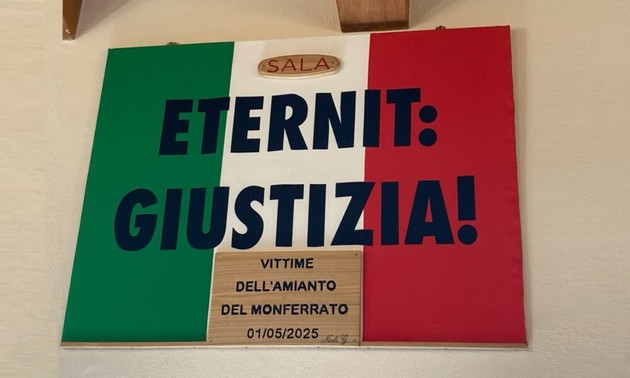 SALA
ETERNIT:
GIUSTIZIA!
VITTIME
DELL'AMIANTO
DEL MONFERRATO
01/05/2025